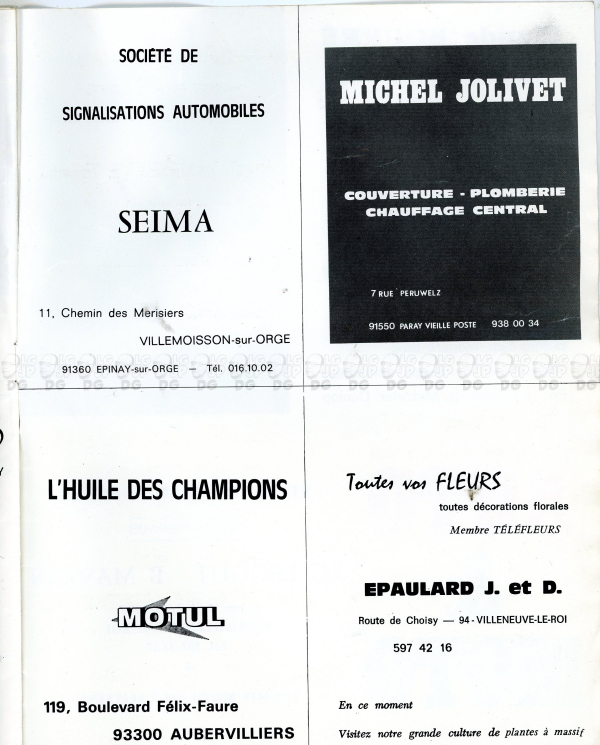 SOCIÉTÉ DE
SIGNALISATIONS AUTOMOBILES
SEIMA
11, Chemin des Merisiers
VILLEMOISSON-sur-ORGE
91360 EPINAY-sur-ORGE — Tél. 016.10.02
MICHEL JOLIVET
COUVERTURE - PLOMBERIE
CHAUFFAGE CENTRAL
7 RUE PERUWELZ
91550 PARAY VIEILLE POSTE 938 00 34
L'HUILE DES CHAMPIONS
MOTUL
119, Boulevard Félix-Faure
93300 AUBERVILLIERS
Toutes vos FLEURS
toutes décorations florales
Membre TÉLÉFLEURS
EPAULARD J. et D.
Route de Choisy — 94 - VILLENEUVE-LE-ROI
597 42 16
En ce moment
Visitez notre grande culture de plantes à massif